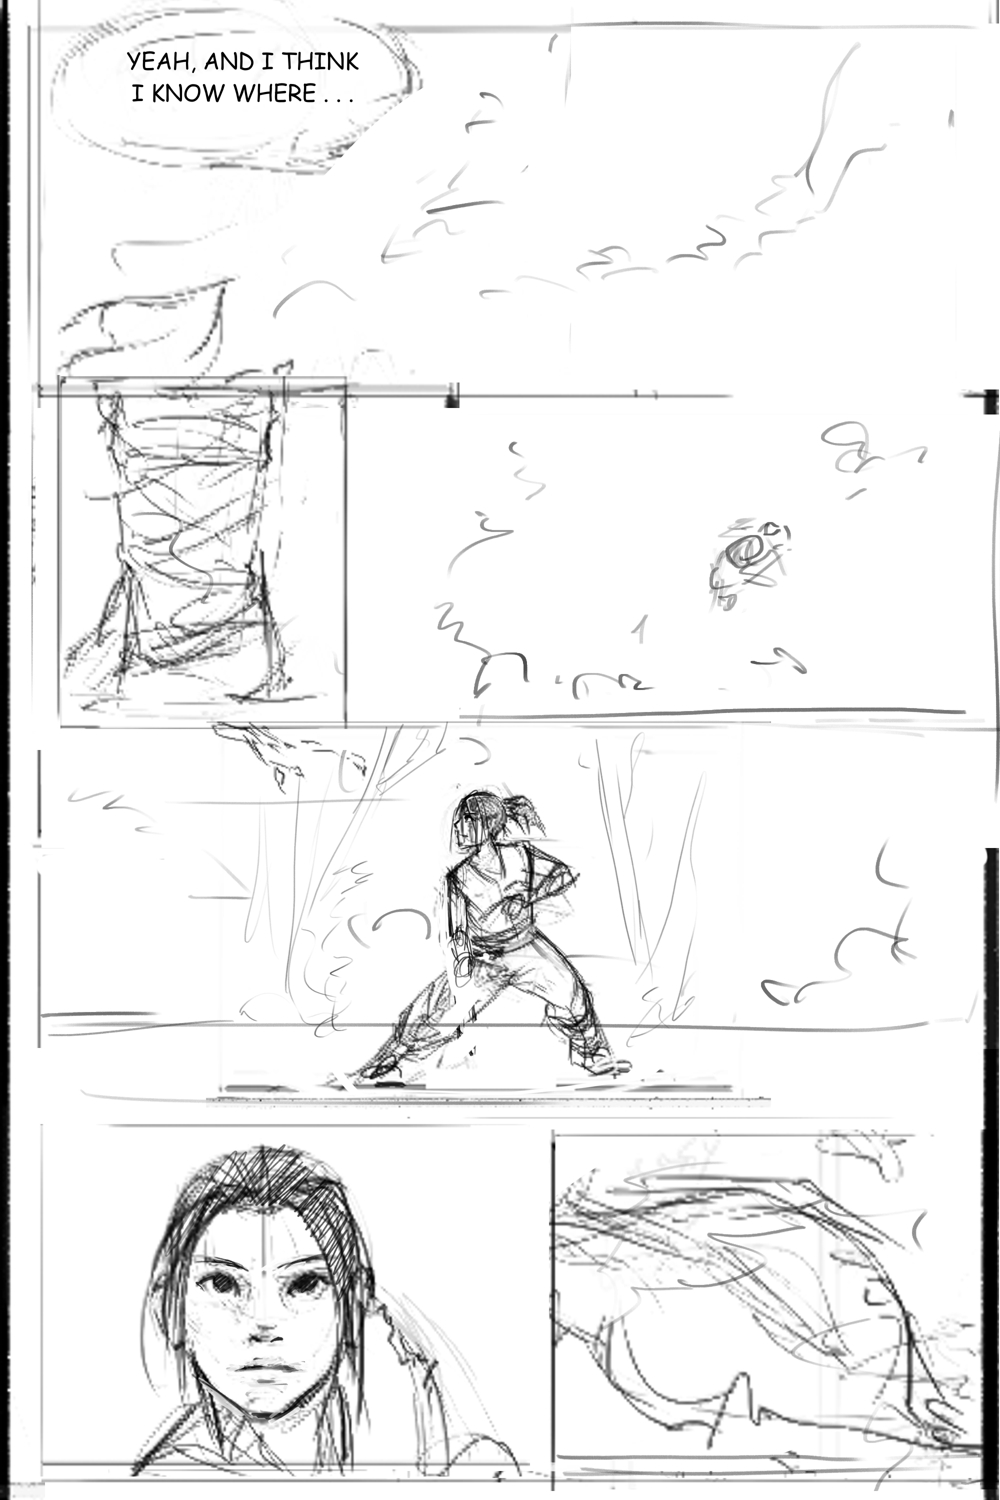 YEAH, AND I THINK
I KNOW WHERE . . .